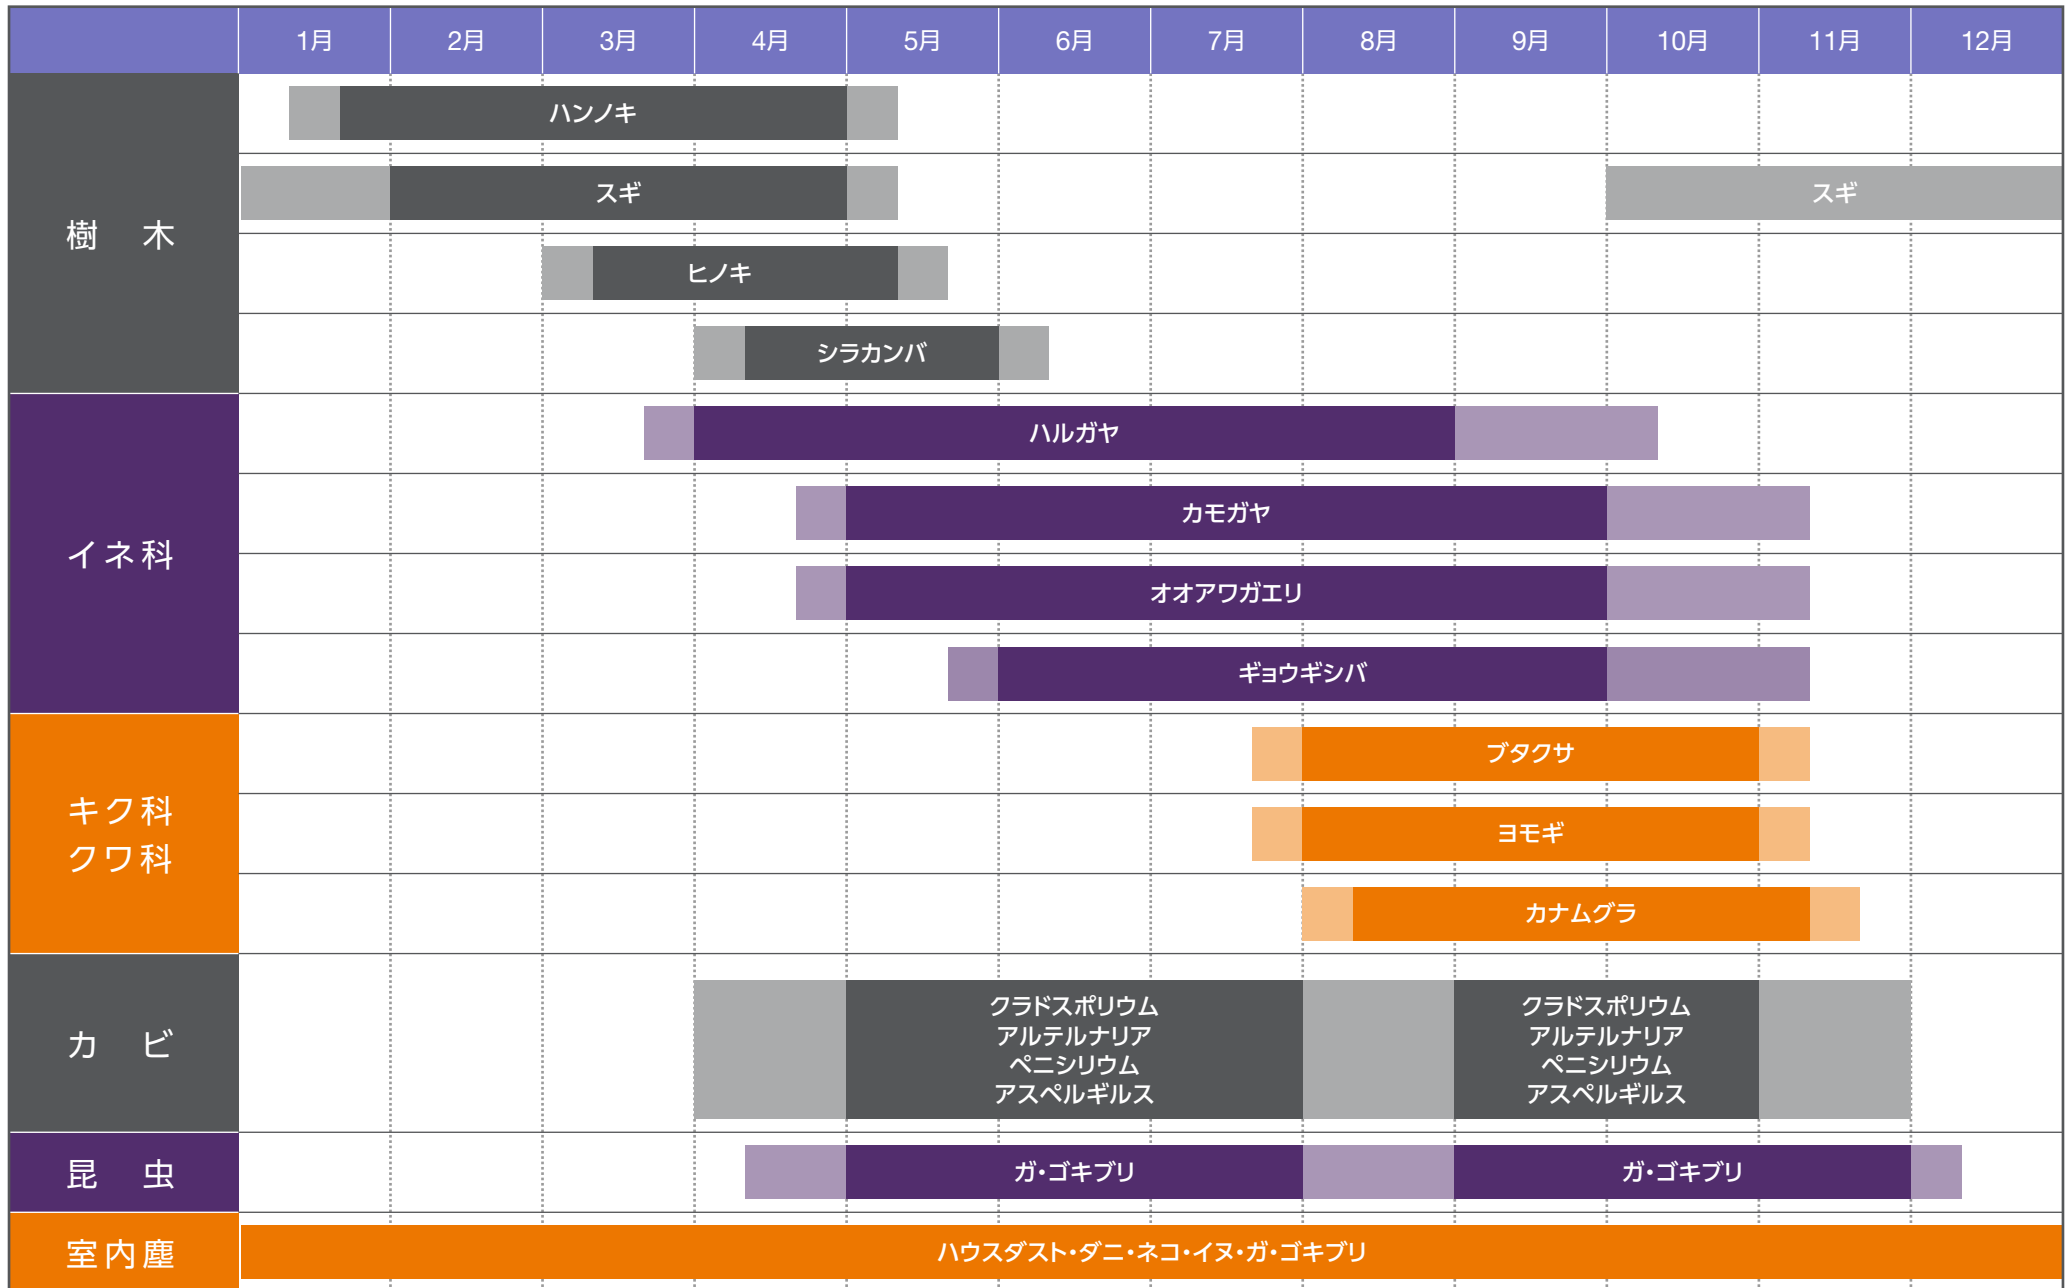 1月 2月 3月 4月 5月 6月 7月 8月 9月 10月 11月 12月
樹 木
ハンノキ
スギ スギ
ヒノキ
シラカンバ
イネ科
ハルガヤ
カモガヤ
オオアワガエリ
ギョウギシバ
キク科
クワ科
ブタクサ
ヨモギ
カナムグラ
カ ビ
クラドスポリウム
アルテルナリア
ペニシリウム
アスペルギルス
クラドスポリウム
アルテルナリア
ペニシリウム
アスペルギルス
昆 虫
ガ・ゴキブリ ガ・ゴキブリ
室内塵
ハウスダスト・ダニ・ネコ・イヌ・ガ・ゴキブリ